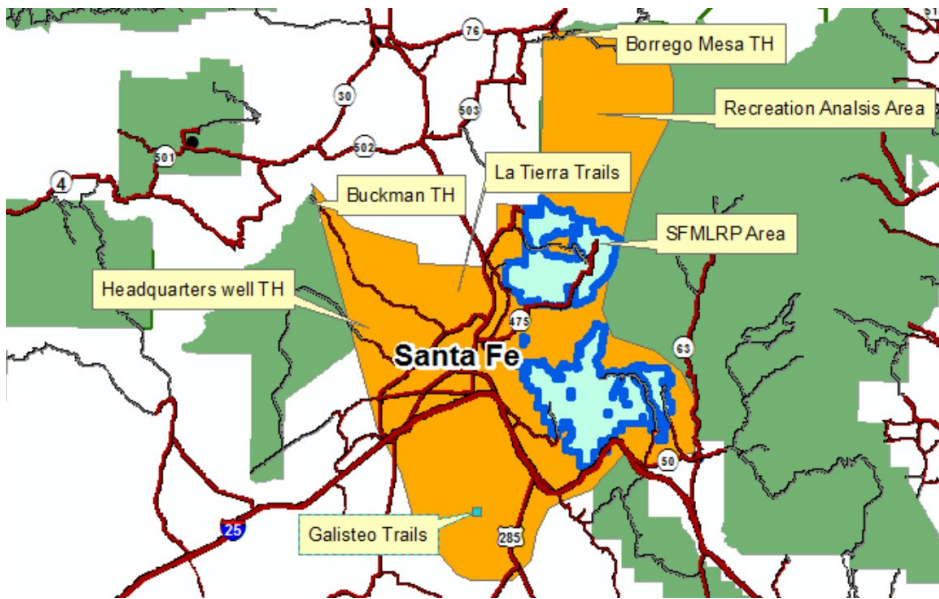 76
Borrego Mesa TH
51
30
503
Recreation Analsis Area
501
502
La Tierra Trails
4
Buckman TH
SFMLRP Area
Headquarters well TH
475
Santa Fe
63
50
25
Galisteo Trails
285